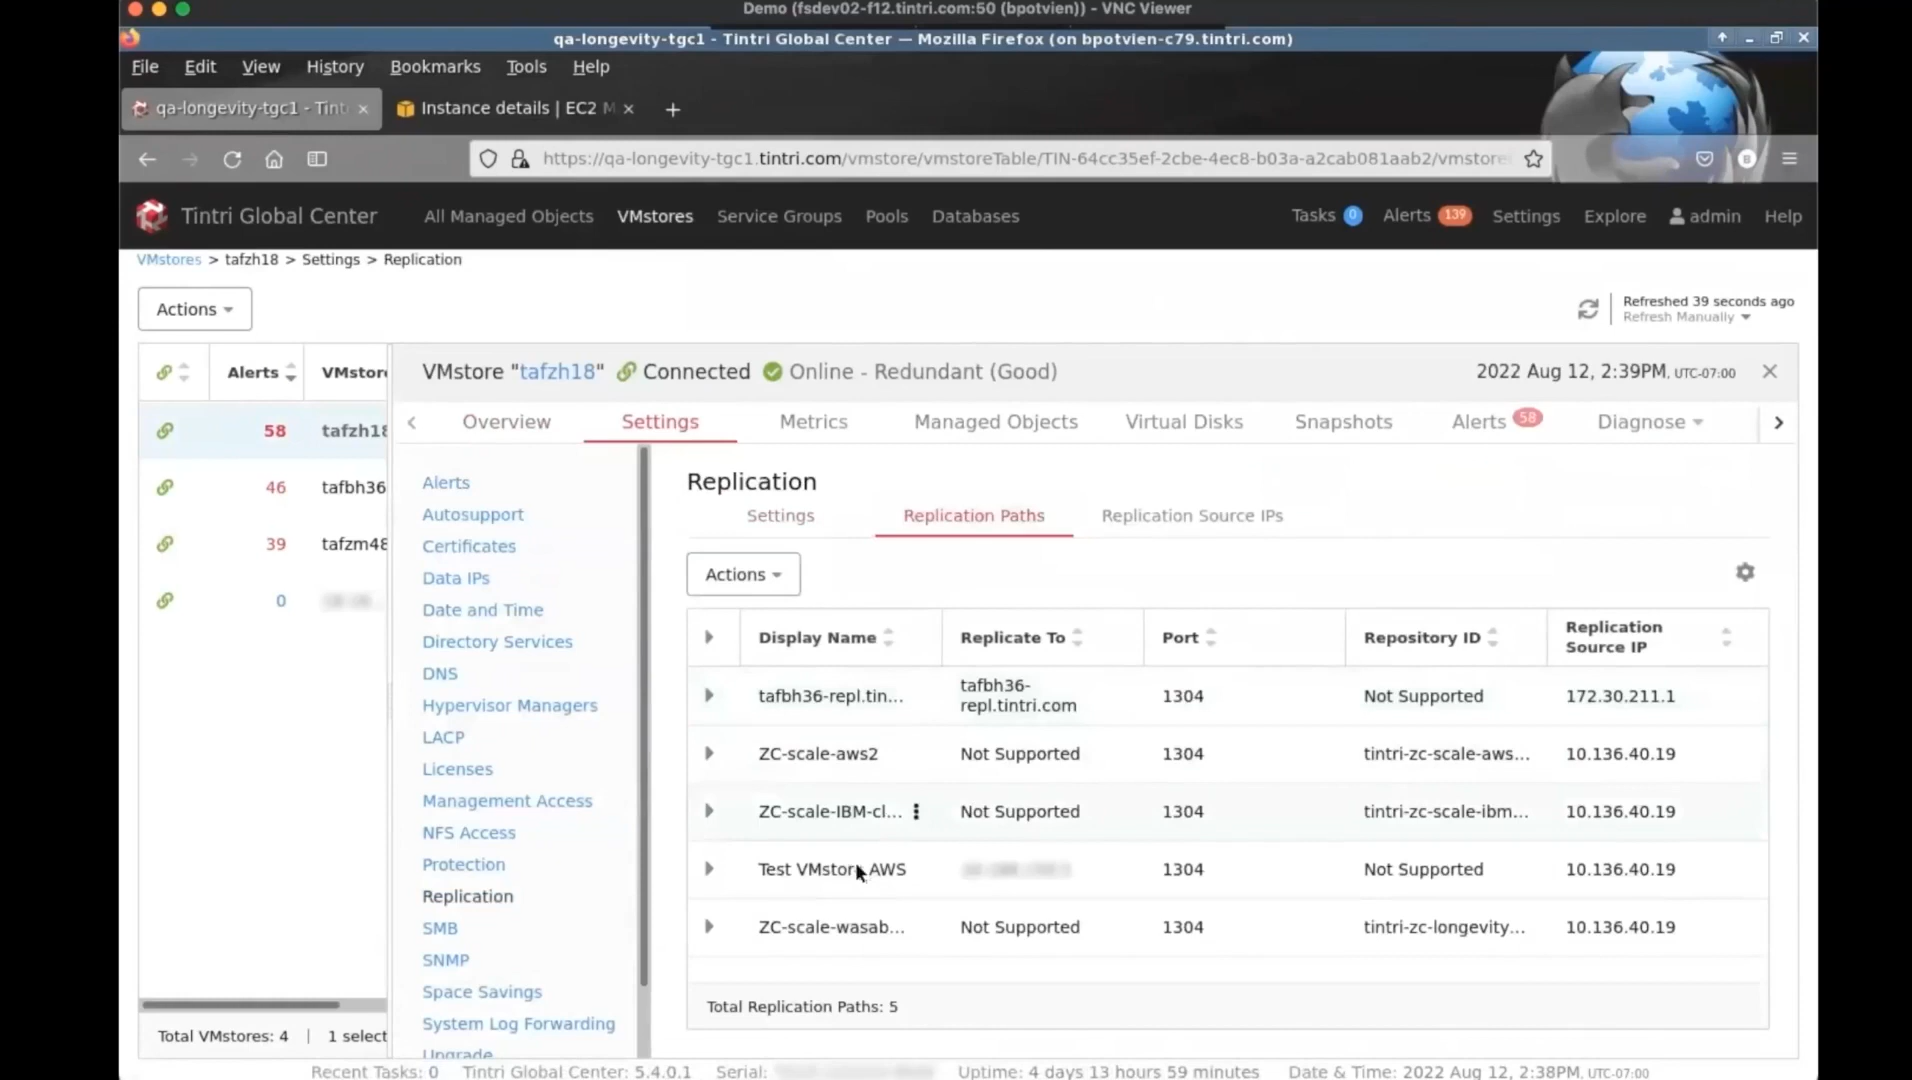 Demo (fsdev02-f12.tintri.com:50 (bpotvien)) - VNC Viewer
qa-longevity-tgc1 - Tintri Global Center — Mozilla Firefox (on bpotvien-c79.tintri.com)
File Edit View History Bookmarks Tools Help
qa-longevity-tgc1 - Tint × Instance details | EC2 M × +
https://qa-longevity-tgc1.tintri.com/vmstore/vmstoreTable/TIN-64cc35ef-2cbe-4ec8-b03a-a2cab081aab2/vmstore
B
Tintri Global Center All Managed Objects VMstores Service Groups Pools Databases Tasks 0 Alerts 139 Settings Explore admin Help
VMstores > tafzh18 > Settings > Replication
Actions
Refreshed 39 seconds ago
Refresh Manually
Alerts VMstore
58 tafzh18
46 tafbh36
39 tafzm48
0
Total VMstores: 4 | 1 select
VMstore "tafzh18" Connected Online - Redundant (Good) 2022 Aug 12, 2:39PM, UTC-07:00
Overview Settings Metrics Managed Objects Virtual Disks Snapshots Alerts 58 Diagnose
Alerts
Autosupport
Certificates
Data IPs
Date and Time
Directory Services
DNS
Hypervisor Managers
LACP
Licenses
Management Access
NFS Access
Protection
Replication
SMB
SNMP
Space Savings
System Log Forwarding
Upgrade
Replication
Settings Replication Paths Replication Source IPs
Actions
Display Name Replicate To Port Repository ID Replication Source IP
tafbh36-repl.tin... tafbh36-repl.tintri.com 1304 Not Supported 172.30.211.1
ZC-scale-aws2 Not Supported 1304 tintri-zc-scale-aws... 10.136.40.19
ZC-scale-IBM-cl... Not Supported 1304 tintri-zc-scale-ibm... 10.136.40.19
Test VMstore AWS 1304 Not Supported 10.136.40.19
ZC-scale-wasab... Not Supported 1304 tintri-zc-longevity... 10.136.40.19
Total Replication Paths: 5
Recent Tasks: 0 Tintri Global Center: 5.4.0.1 Serial: Uptime: 4 days 13 hours 59 minutes Date & Time: 2022 Aug 12, 2:38PM, UTC-07:00